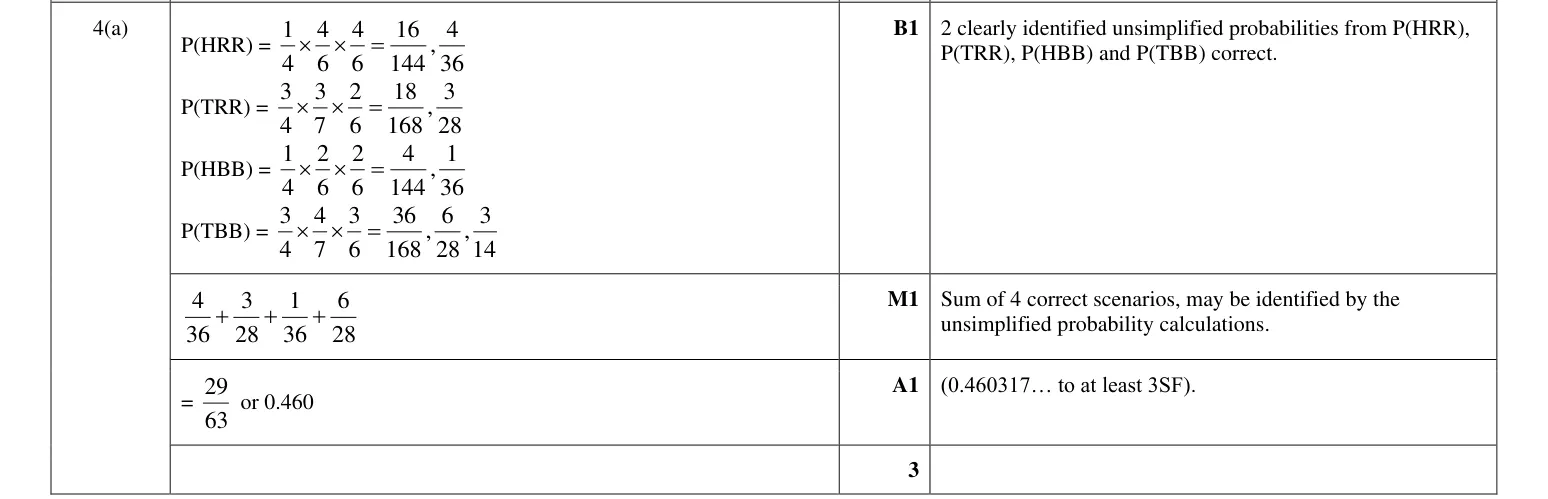 4(a)
P(HRR) = 1/4 × 4/6 × 4/6 = 16/144, 4/36
P(TRR) = 3/4 × 3/7 × 2/6 = 18/168, 3/28
P(HBB) = 1/4 × 2/6 × 2/6 = 4/144, 1/36
P(TBB) = 3/4 × 4/7 × 3/6 = 36/168, 6/28, 3/14
B1
2 clearly identified unsimplified probabilities from P(HRR),
P(TRR), P(HBB) and P(TBB) correct.
4/36 + 3/28 + 1/36 + 6/28
M1
Sum of 4 correct scenarios, may be identified by the
unsimplified probability calculations.
= 29/63 or 0.460
A1
(0.460317… to at least 3SF).
3